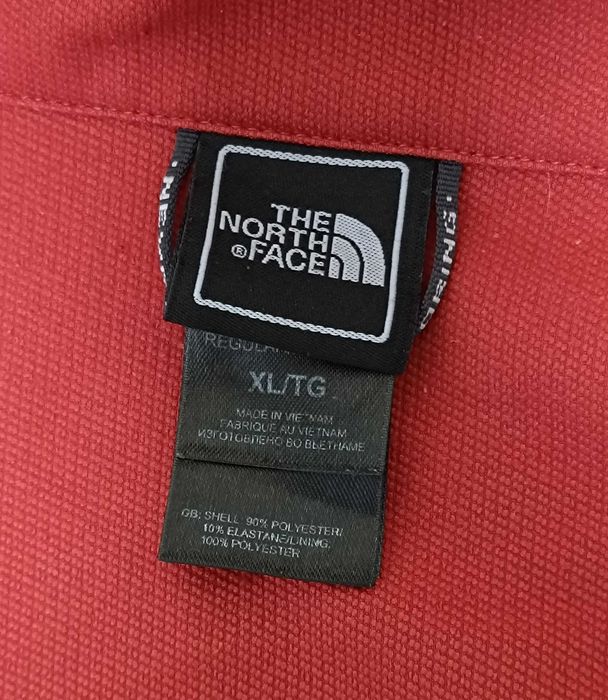 THE
NORTH
® FACE
XL/TG
MADE IN VIETNAM
FABRIQUE AU VIETNAM
ИЗГОТОВЛЕНО ВО ВЬЕТНАМЕ
GB; SHELL 90% POLYESTER/
10% ELASTANE/LINING,
100% POLYESTER